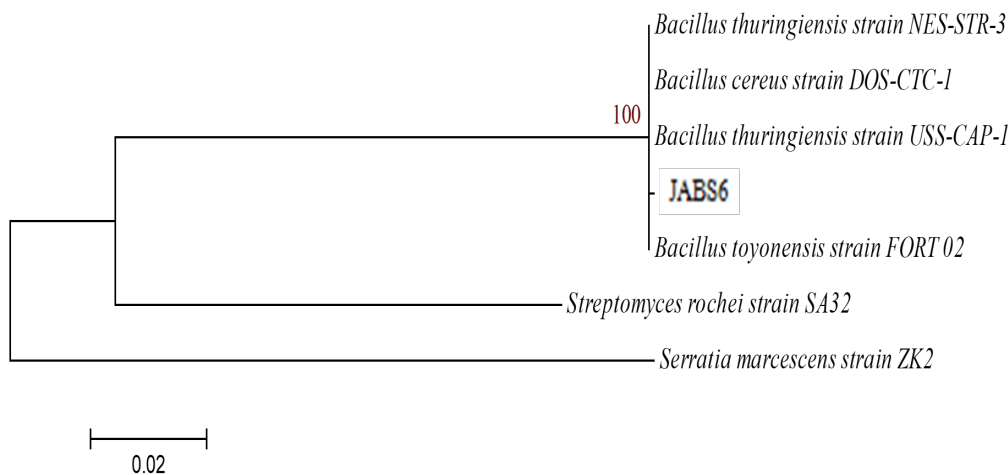 Bacillus thuringiensis strain NES-STR-3
Bacillus cereus strain DOS-CTC-1
100
Bacillus thuringiensis strain USS-CAP-1
JABS6
Bacillus toyonensis strain FORT 02
Streptomyces rochei strain SA32
Serratia marcescens strain ZK2
0.02